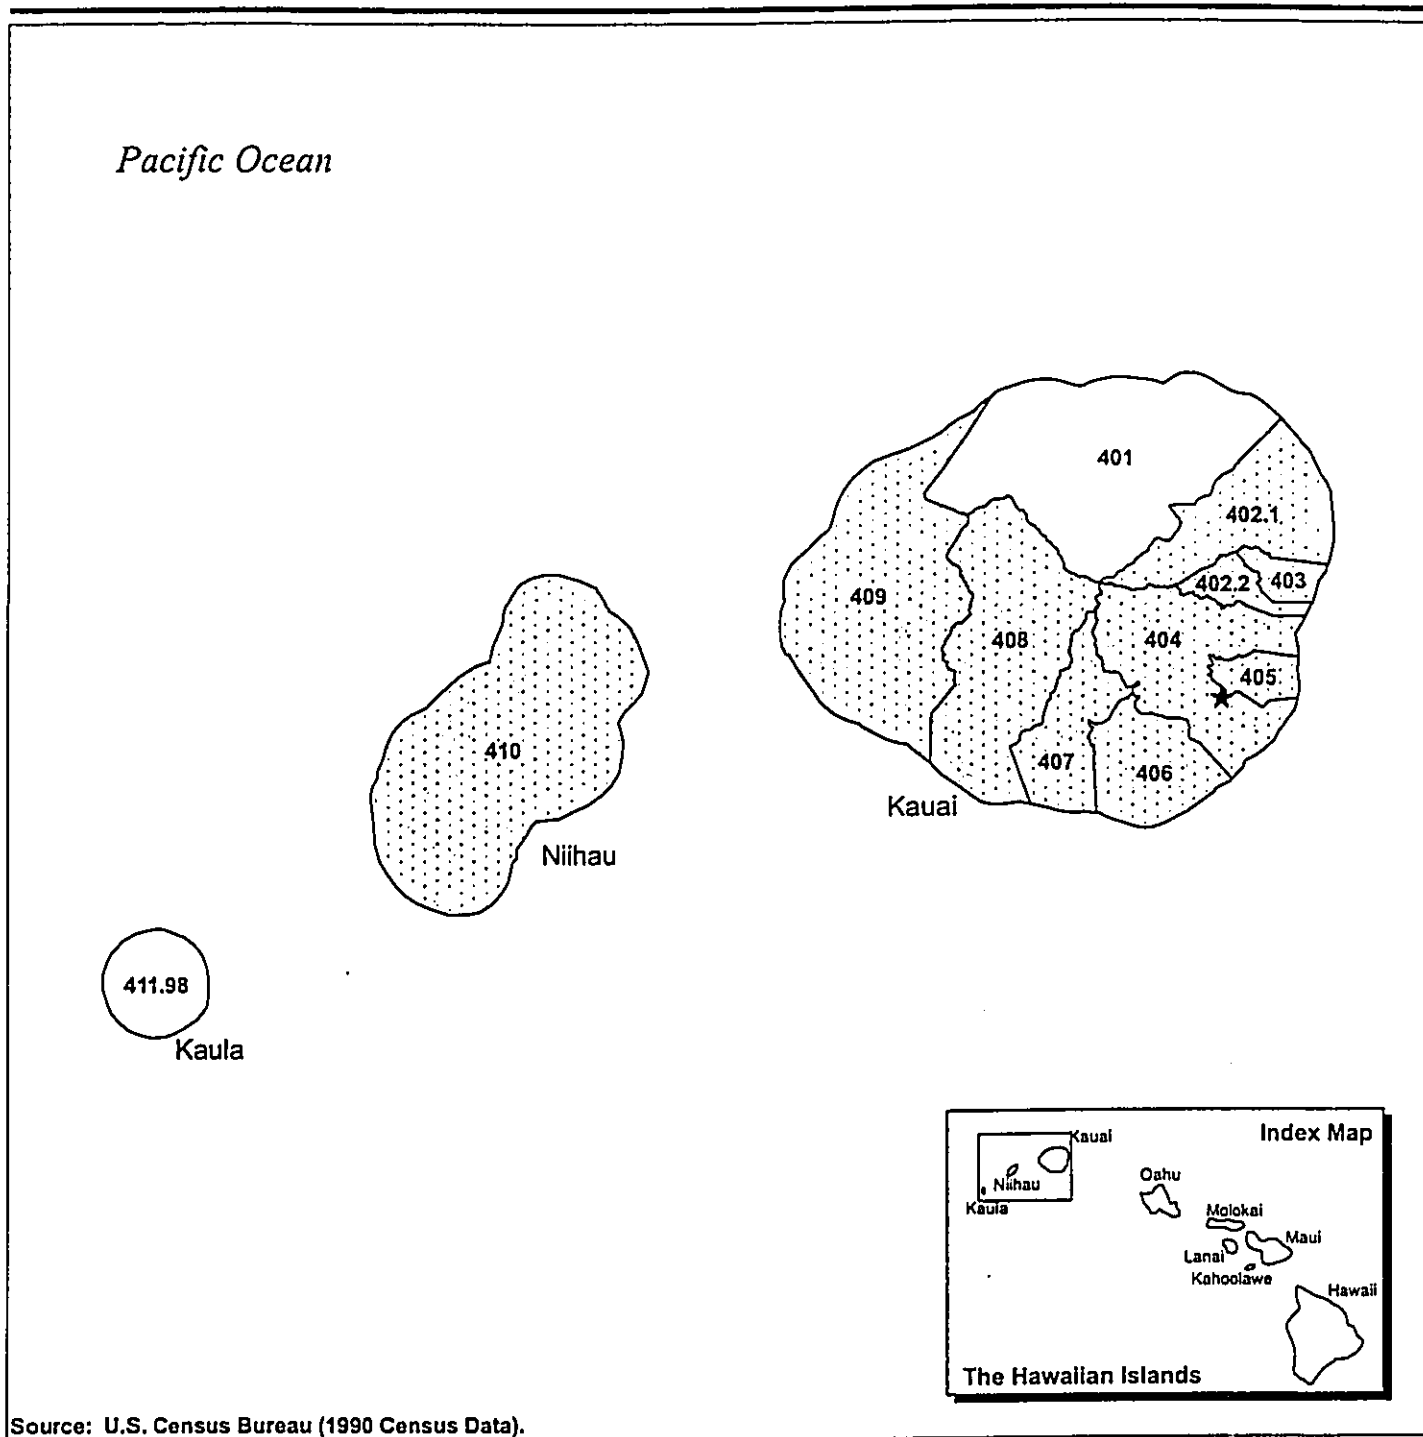 Pacific Ocean
401
402.1
402.2
403
409
408
404
405
410
407
406
Kauai
Niihau
411.98
Kaula
Index Map
Kauai
Niihau
Kaula
Oahu
Molokai
Maui
Lanai
Kahoolawe
Hawaii
The Hawaiian Islands
Source: U.S. Census Bureau (1990 Census Data).